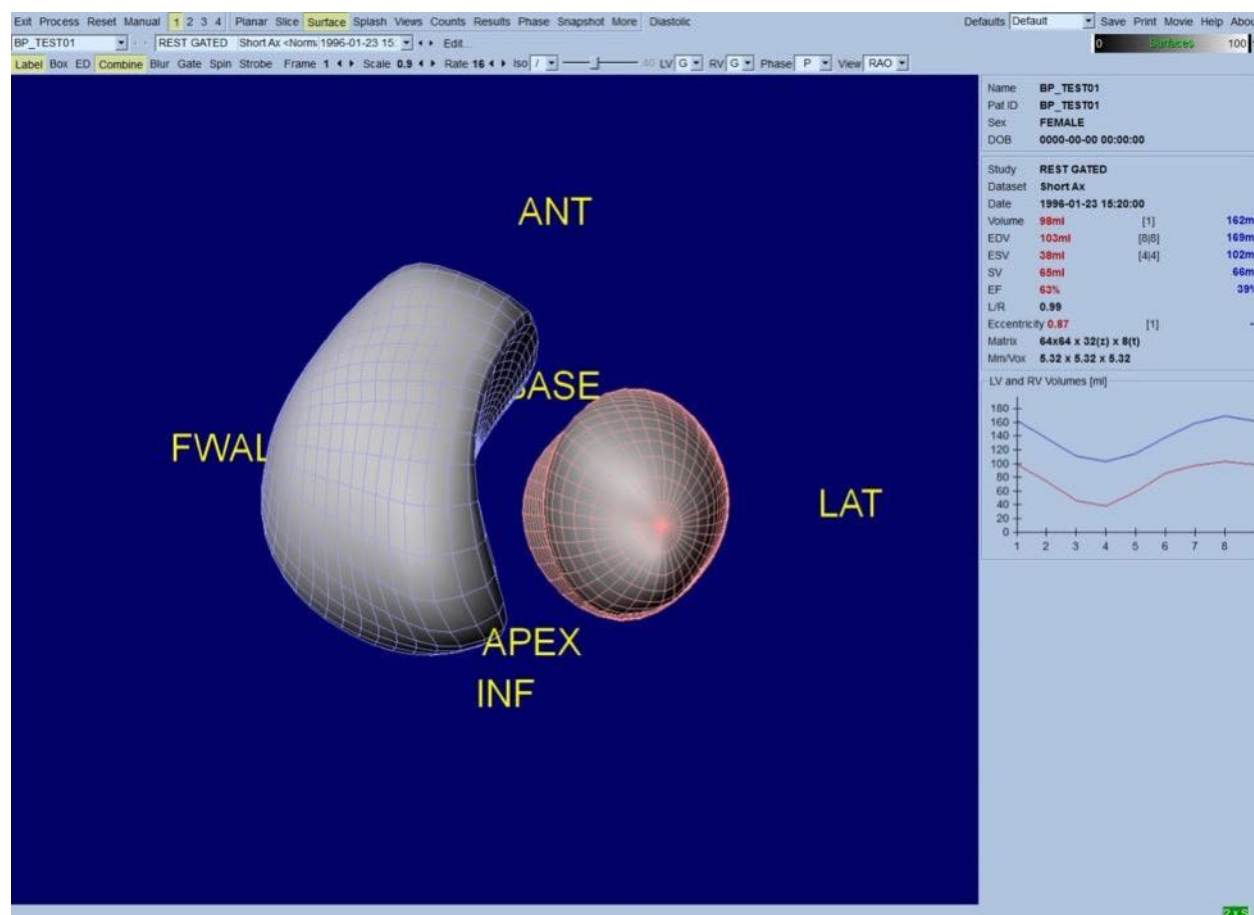 Exit Process Reset Manual 1 2 3 4 Planar Slice Surface Splash Views Counts Results Phase Snapshot More Diastolic Defaults Default Save Print Movie Help Abou
BP_TEST01 REST GATED Short Ax <Norm 1996-01-23 15: Edit... 0 Surfaces 100
Label Box ED Combine Blur Gate Spin Strobe Frame 1 Scale 0.9 Rate 16 Iso / 40 LV G RV G Phase P View RAO
Name BP_TEST01
Pat ID BP_TEST01
Sex FEMALE
DOB 0000-00-00 00:00:00
Study REST GATED
Dataset Short Ax
Date 1996-01-23 15:20:00
Volume 98ml [1] 162m
EDV 103ml [8|8] 169m
ESV 38ml [4|4] 102m
SV 65ml 66m
EF 63% 39%
L/R 0.99
Eccentricity 0.87 [1] -
Matrix 64x64 x 32(z) x 8(t)
Mm/Vox 5.32 x 5.32 x 5.32
LV and RV Volumes [ml]
180
160
140
120
100
80
60
40
20
0
1 2 3 4 5 6 7 8
ANT
BASE
FWAL
LAT
APEX
INF